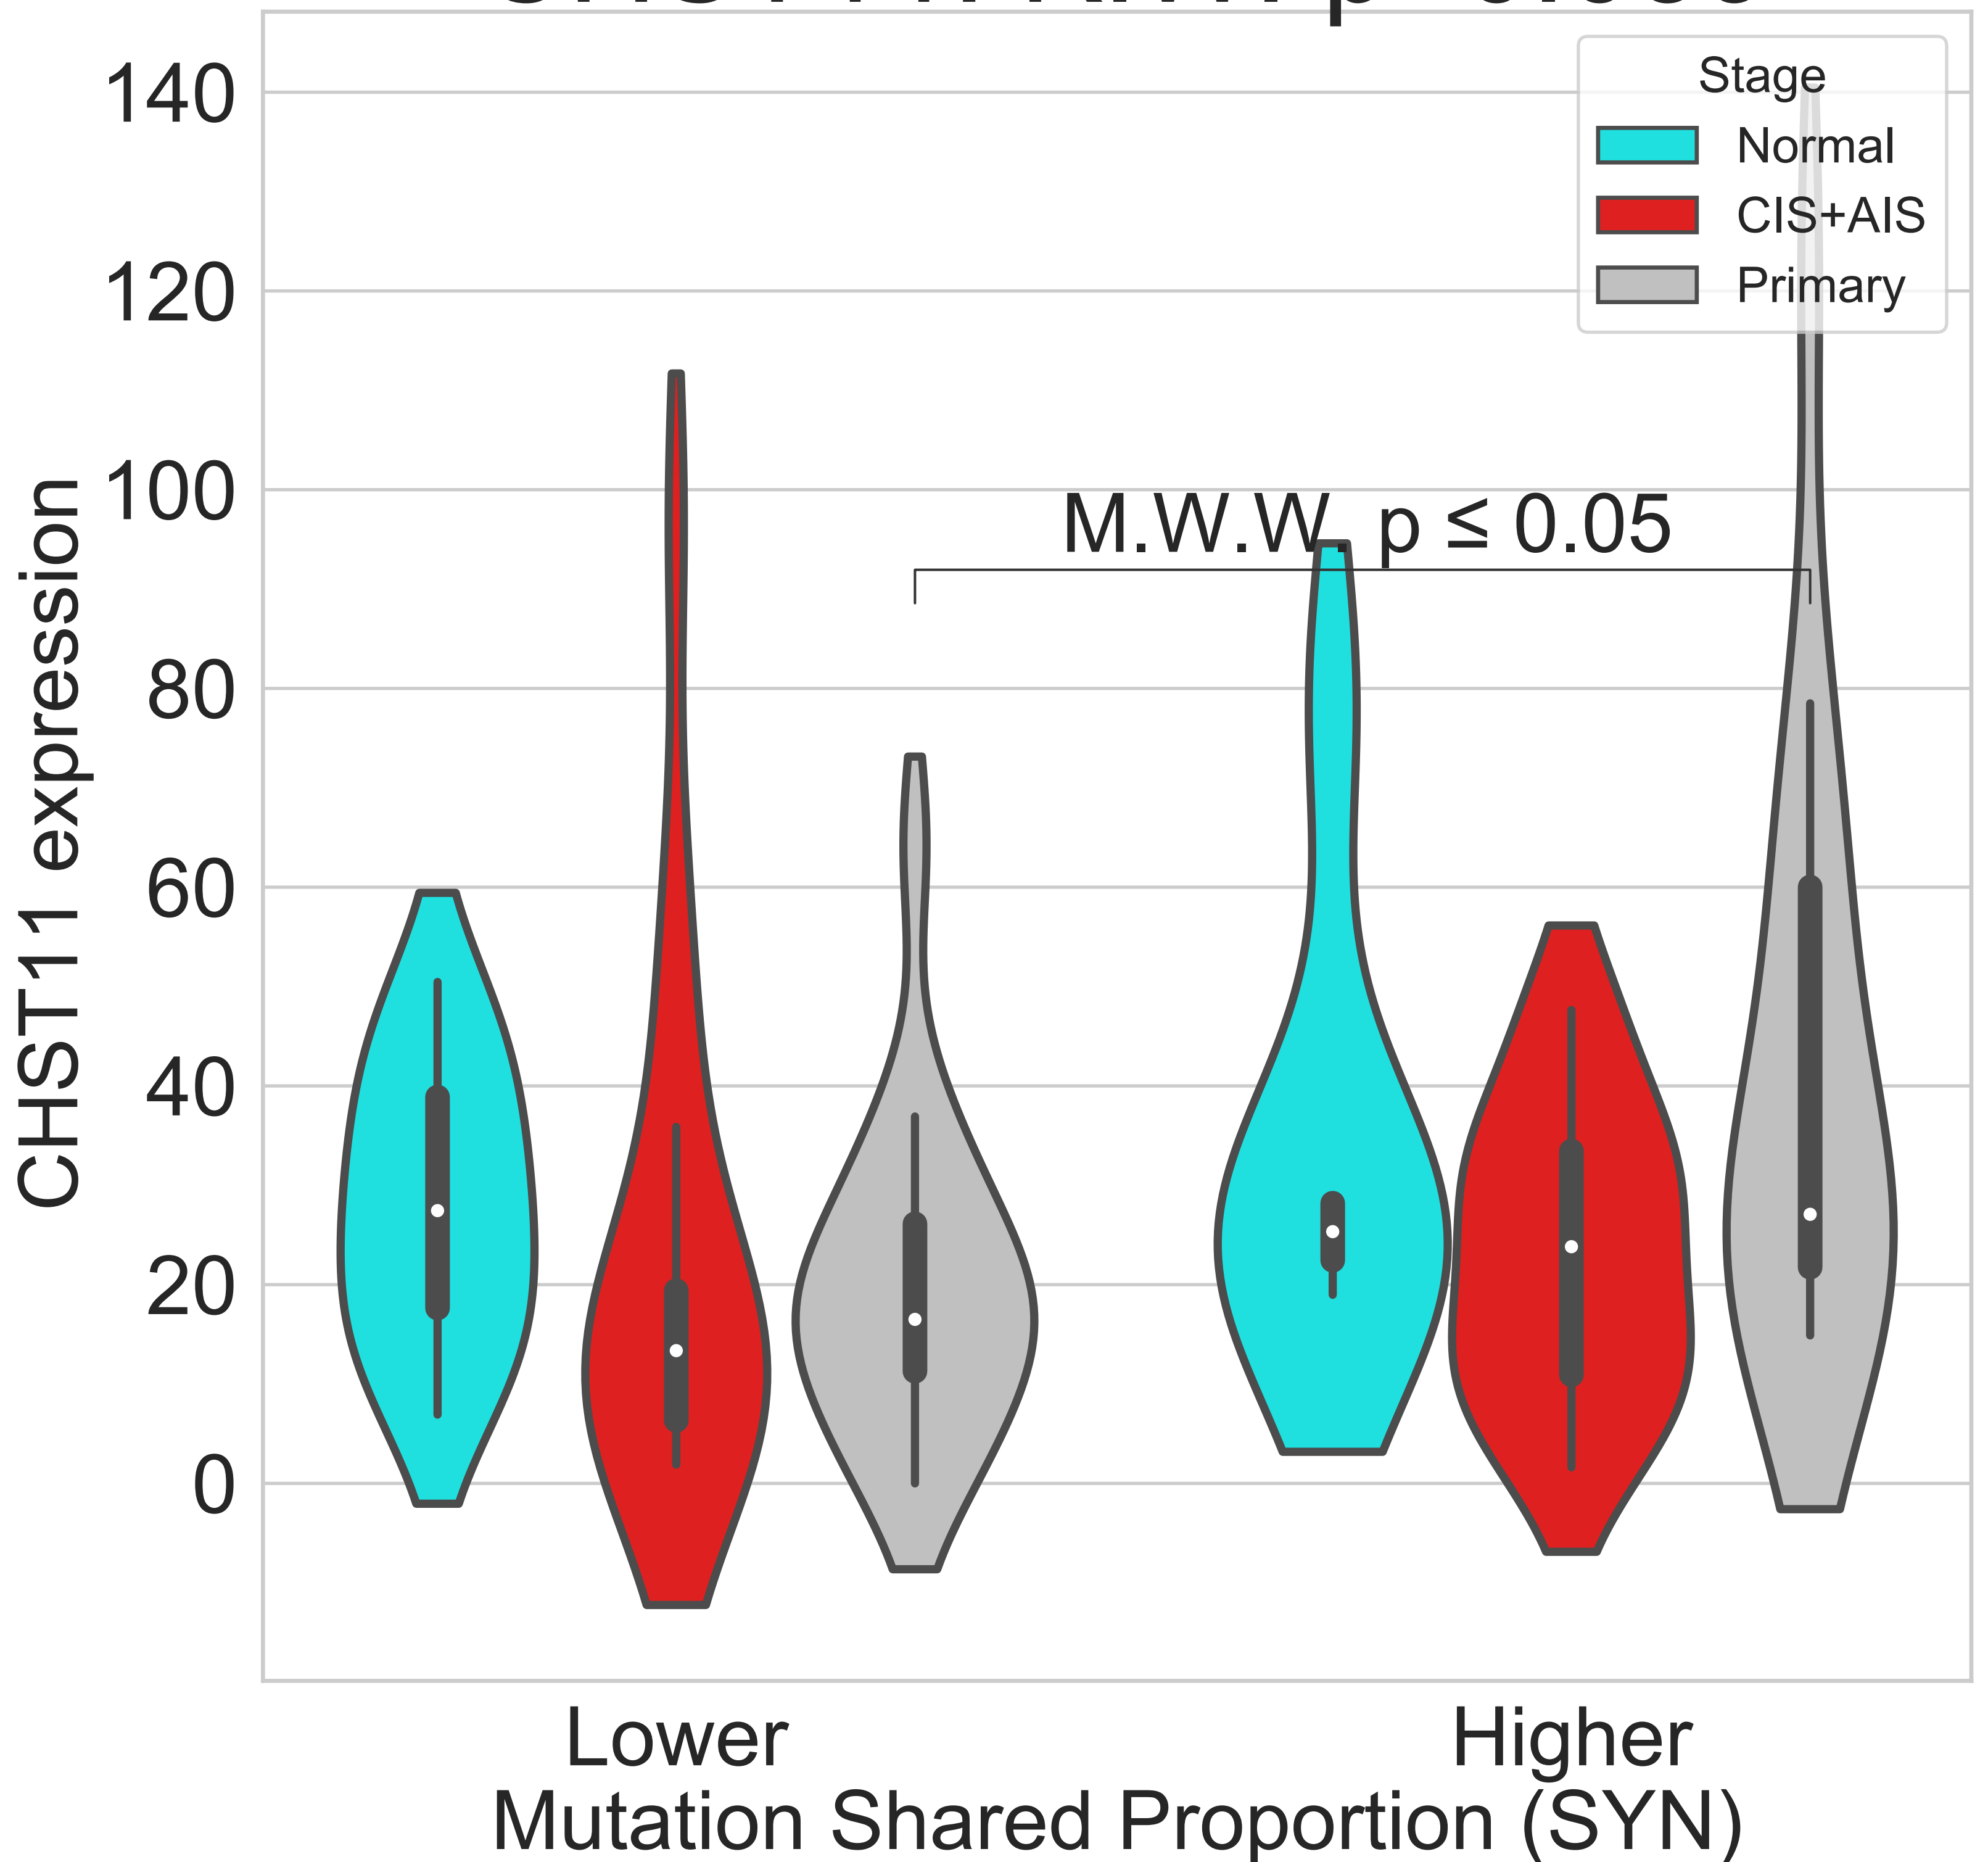 140
120
100
80
60
40
20
0
CHST11 expression
Stage
Normal
CIS+AIS
Primary
M.W.W. p ≤ 0.05
Lower
Higher
Mutation Shared Proportion (SYN)